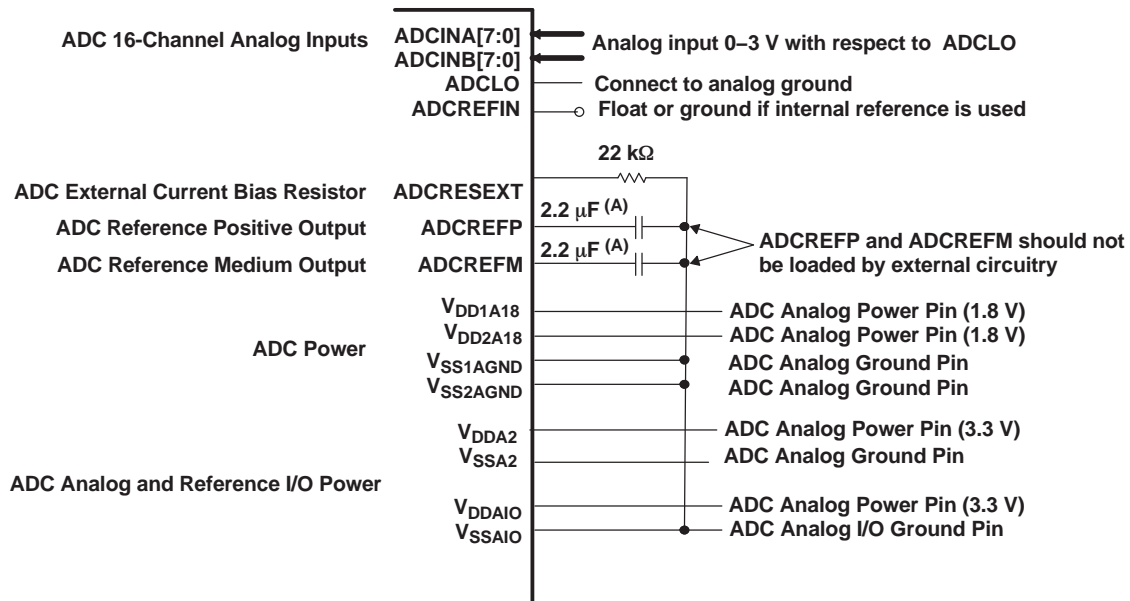 ADC 16-Channel Analog Inputs
ADCINA[7:0]
ADCINB[7:0]
Analog input 0–3 V with respect to ADCLO
ADCLO
Connect to analog ground
ADCREFIN
Float or ground if internal reference is used
22 kΩ
ADC External Current Bias Resistor
ADCRESEXT
ADC Reference Positive Output
ADCREFP
2.2 µF (A)
ADC Reference Medium Output
ADCREFM
2.2 µF (A)
ADCREFP and ADCREFM should not
be loaded by external circuitry
ADC Power
VDD1A18
ADC Analog Power Pin (1.8 V)
VDD2A18
ADC Analog Power Pin (1.8 V)
VSS1AGND
ADC Analog Ground Pin
VSS2AGND
ADC Analog Ground Pin
ADC Analog and Reference I/O Power
VDDA2
ADC Analog Power Pin (3.3 V)
VSSA2
ADC Analog Ground Pin
VDDAIO
ADC Analog Power Pin (3.3 V)
VSSAIO
ADC Analog I/O Ground Pin